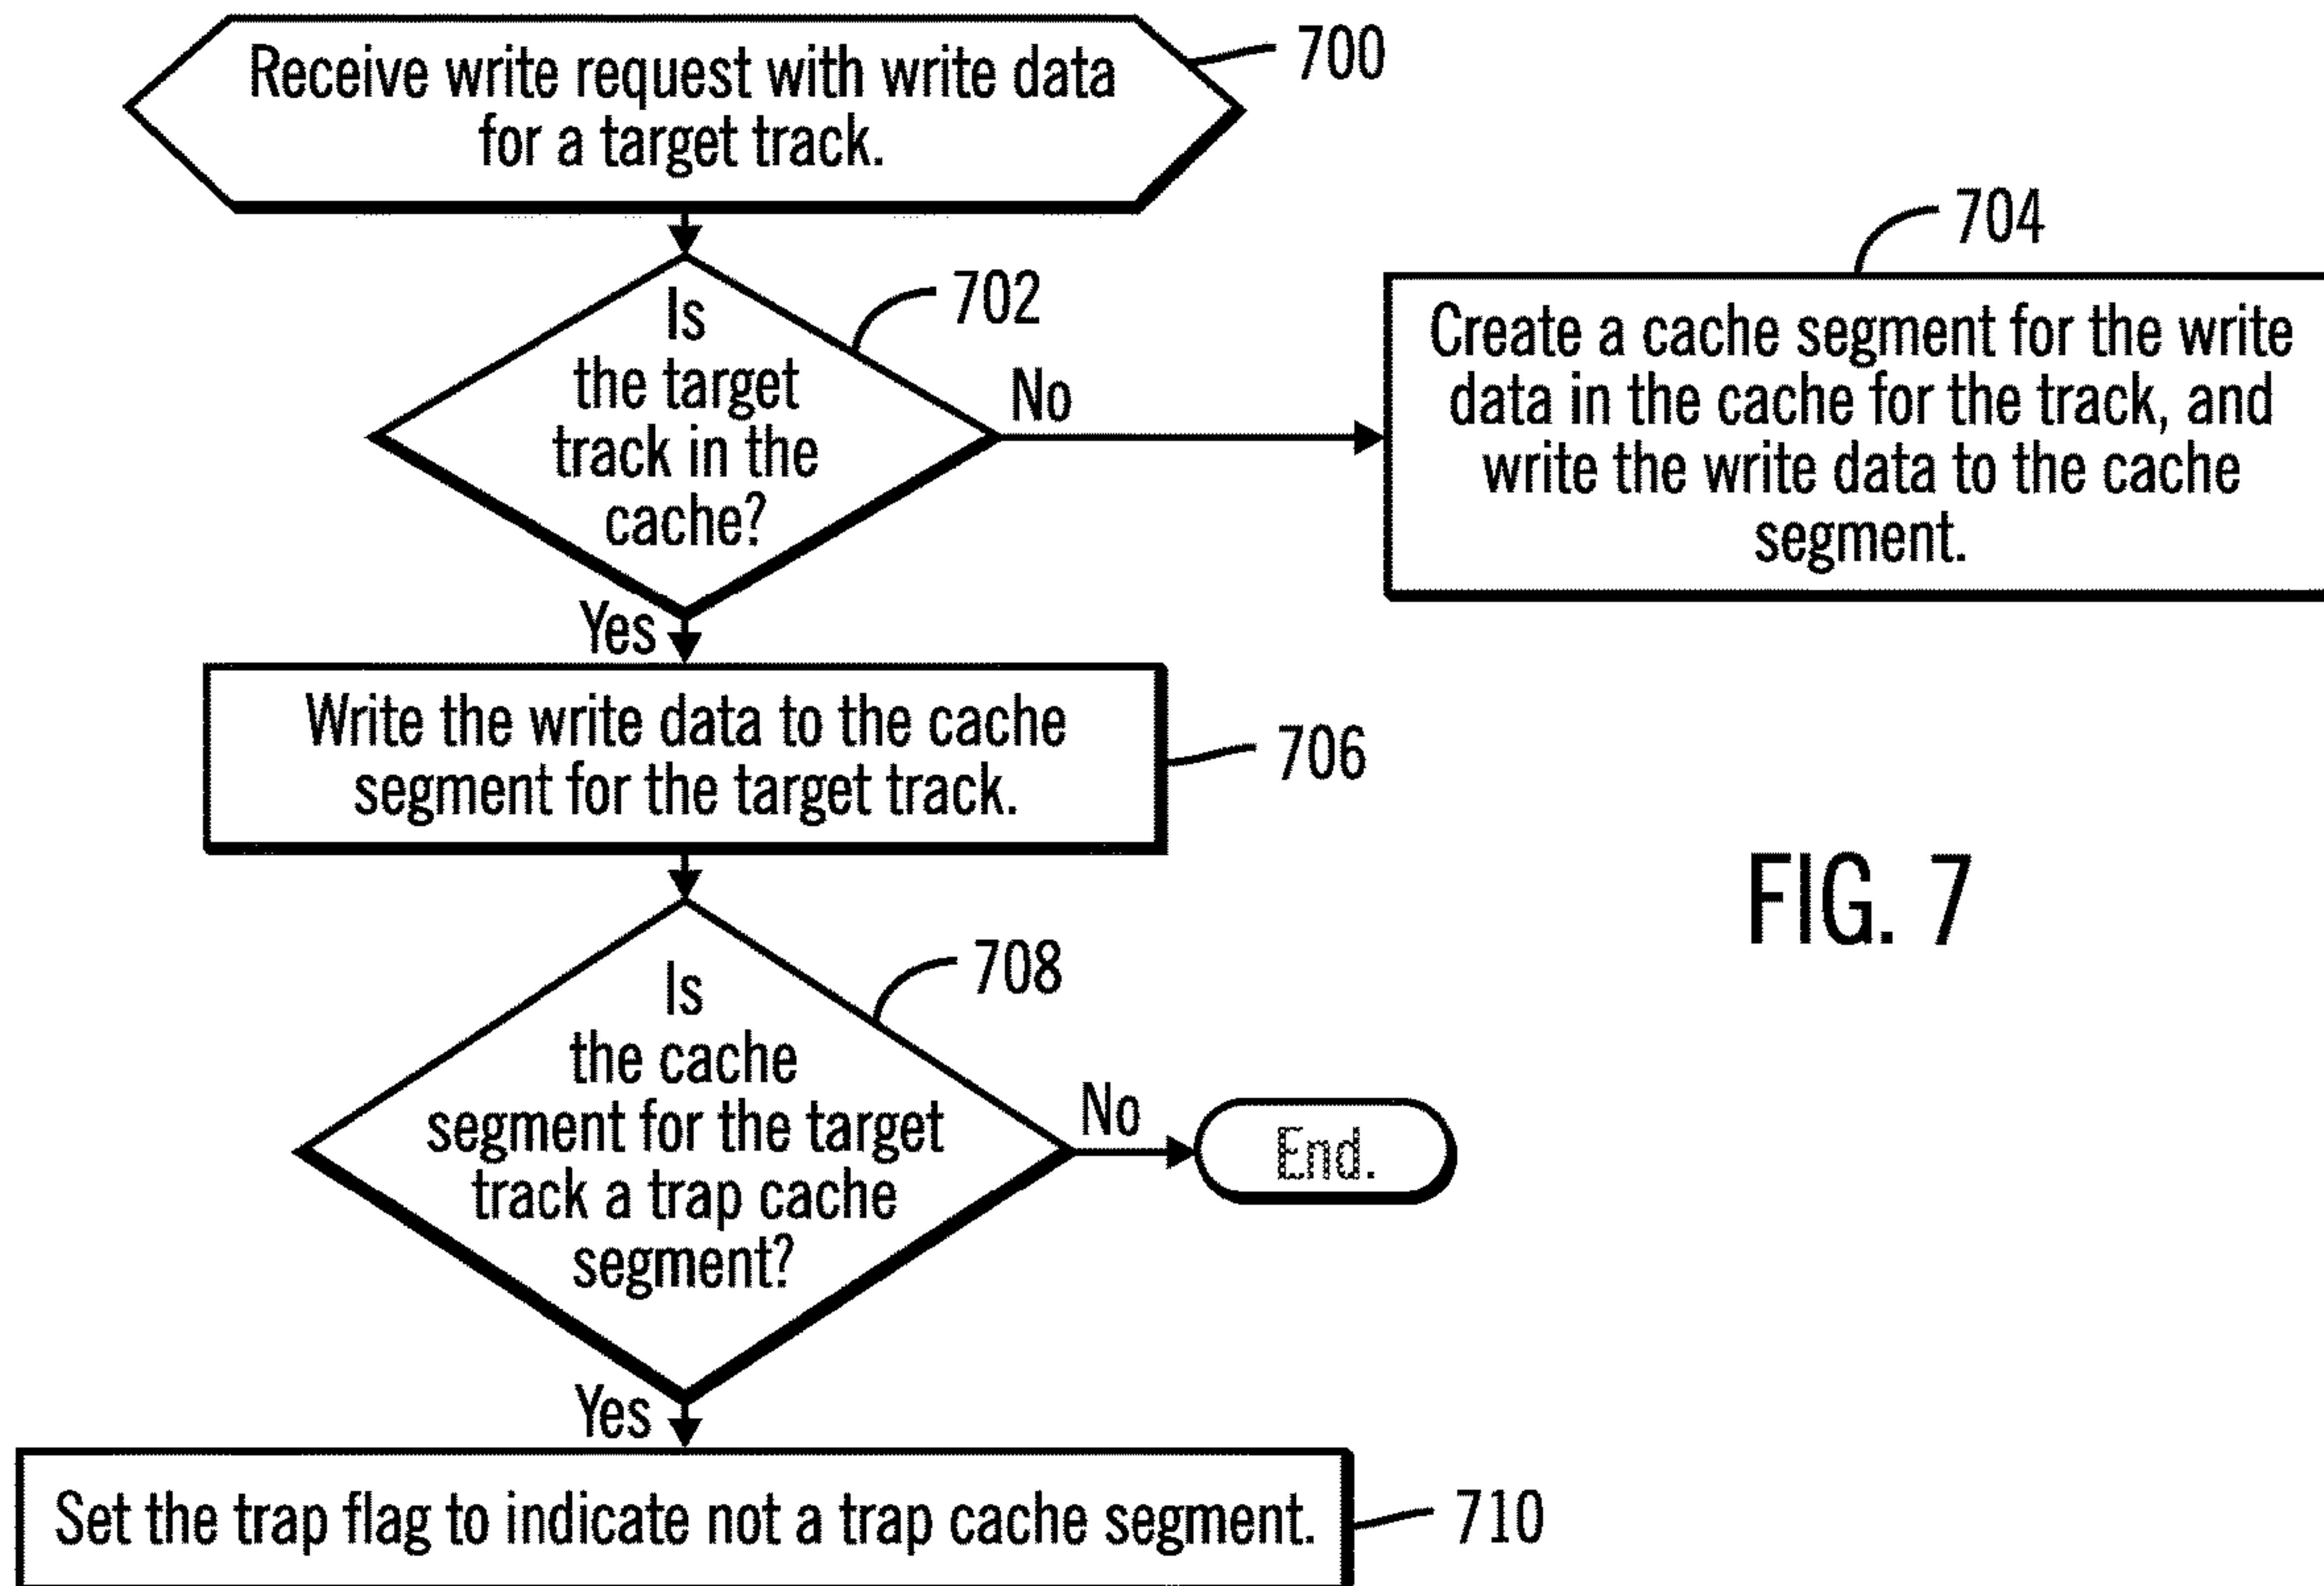 Receive write request with write data
for a target track.
700
Is
the target
track in the
cache?
702
No
Yes
Create a cache segment for the write
data in the cache for the track, and
write the write data to the cache
segment.
704
Write the write data to the cache
segment for the target track.
706
Is
the cache
segment for the target
track a trap cache
segment?
708
No
End.
Yes
Set the trap flag to indicate not a trap cache segment.
710
FIG. 7